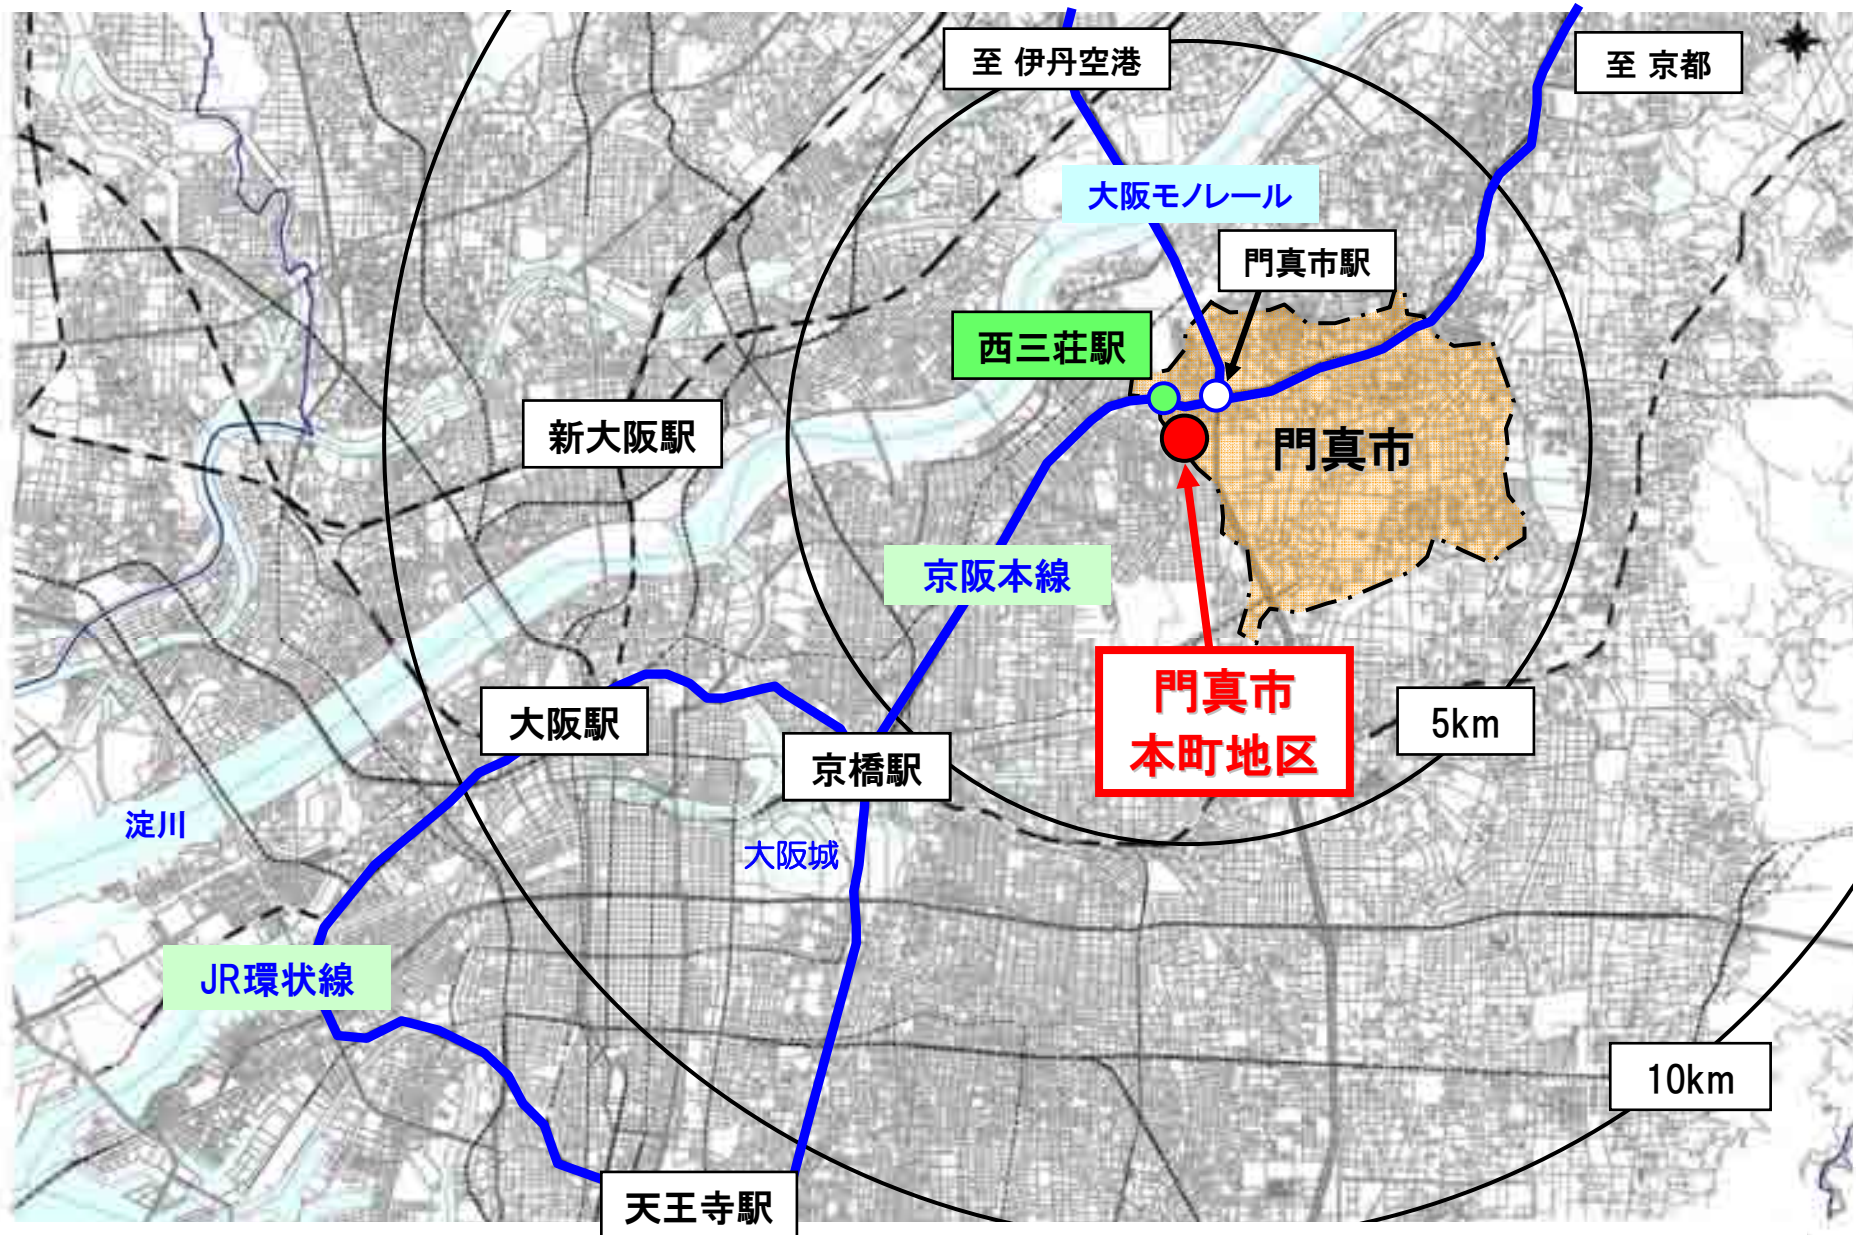 至 伊丹空港
至 京都
大阪モノレール
門真市駅
西三荘駅
新大阪駅
門真市
京阪本線
門真市
本町地区
大阪駅
5km
京橋駅
淀川
大阪城
JR環状線
10km
天王寺駅